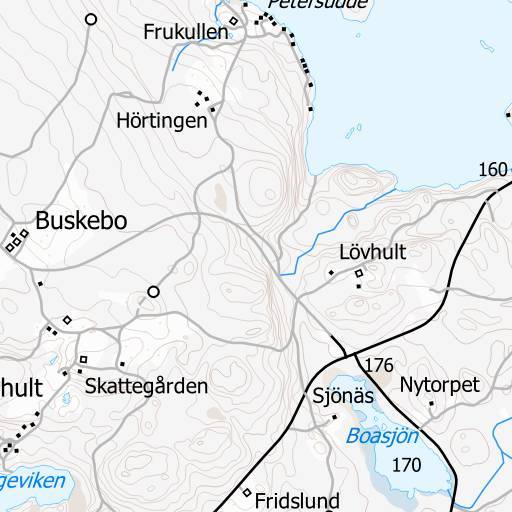 Petersudde
Frukullen
Hörtingen
160
Buskebo
Lövhult
176
hult
Skattegården
Nytorpet
Sjönäs
Boasjön
170
geviken
Fridslund